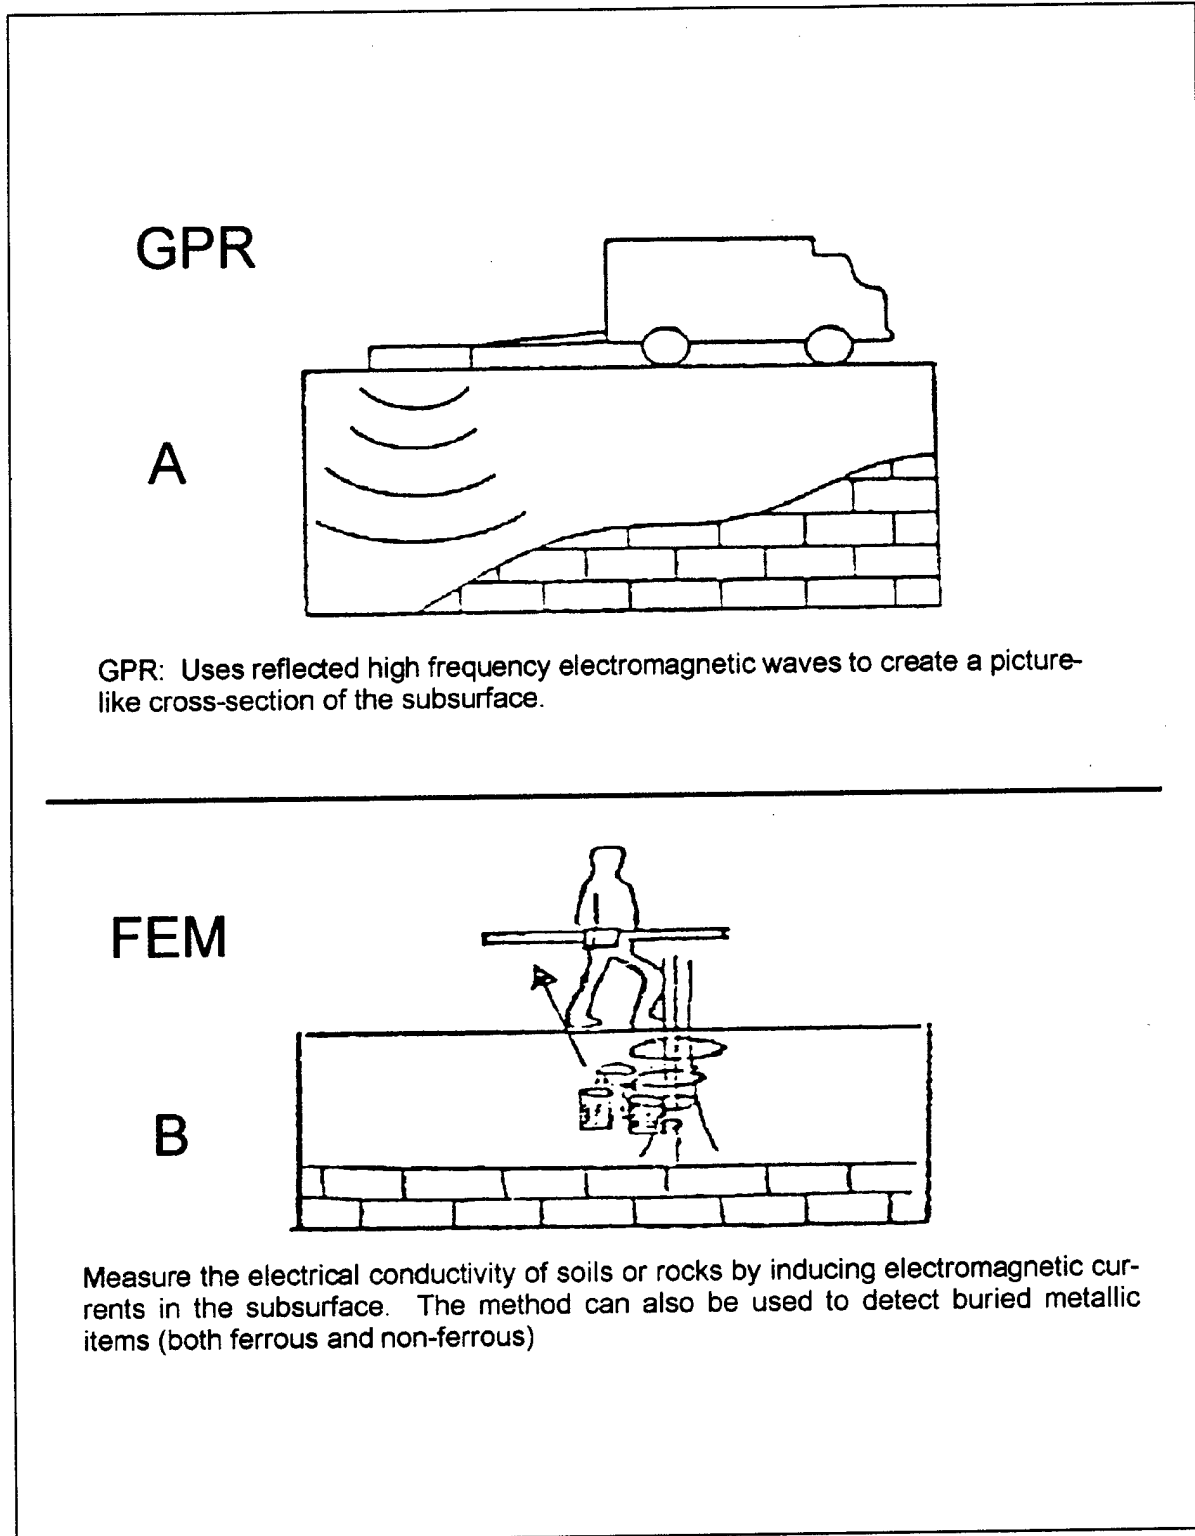 GPR
A
GPR: Uses reflected high frequency electromagnetic waves to create a picture-
like cross-section of the subsurface.
FEM
B
Measure the electrical conductivity of soils or rocks by inducing electromagnetic cur-
rents in the subsurface. The method can also be used to detect buried metallic
items (both ferrous and non-ferrous)